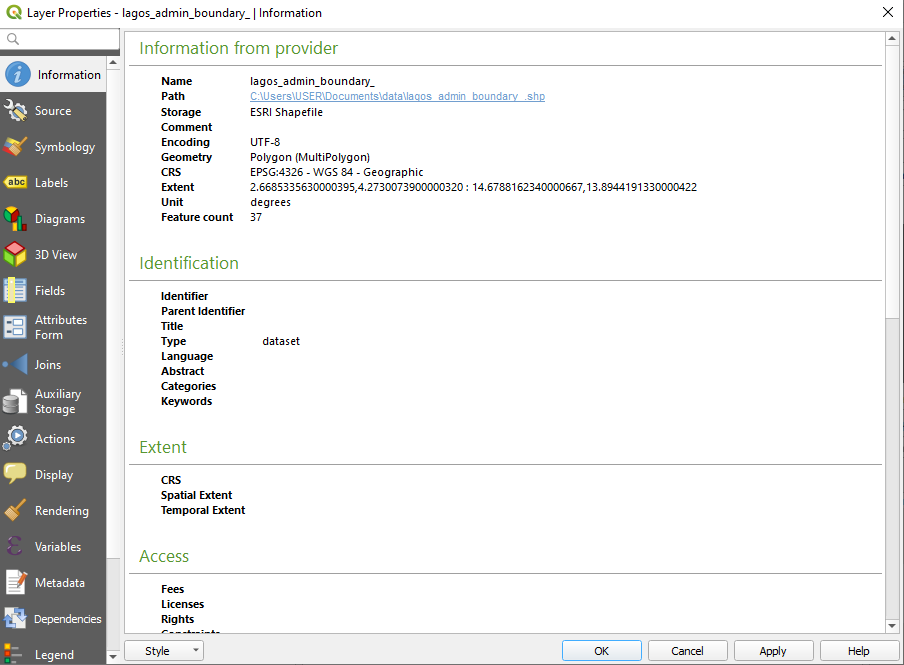 Layer Properties - lagos_admin_boundary_ | Information
Information
Source
Symbology
abc Labels
Diagrams
3D View
Fields
Attributes
Form
Joins
Auxiliary
Storage
Actions
Display
Rendering
Variables
Metadata
Dependencies
Legend
Information from provider
Name lagos_admin_boundary_
Path C:\Users\USER\Documents\data\lagos_admin_boundary_.shp
Storage ESRI Shapefile
Comment
Encoding UTF-8
Geometry Polygon (MultiPolygon)
CRS EPSG:4326 - WGS 84 - Geographic
Extent 2.6685335630000395,4.2730073900000320 : 14.6788162340000667,13.8944191330000422
Unit degrees
Feature count 37
Identification
Identifier
Parent Identifier
Title
Type dataset
Language
Abstract
Categories
Keywords
Extent
CRS
Spatial Extent
Temporal Extent
Access
Fees
Licenses
Rights
Constraints
Style OK Cancel Apply Help